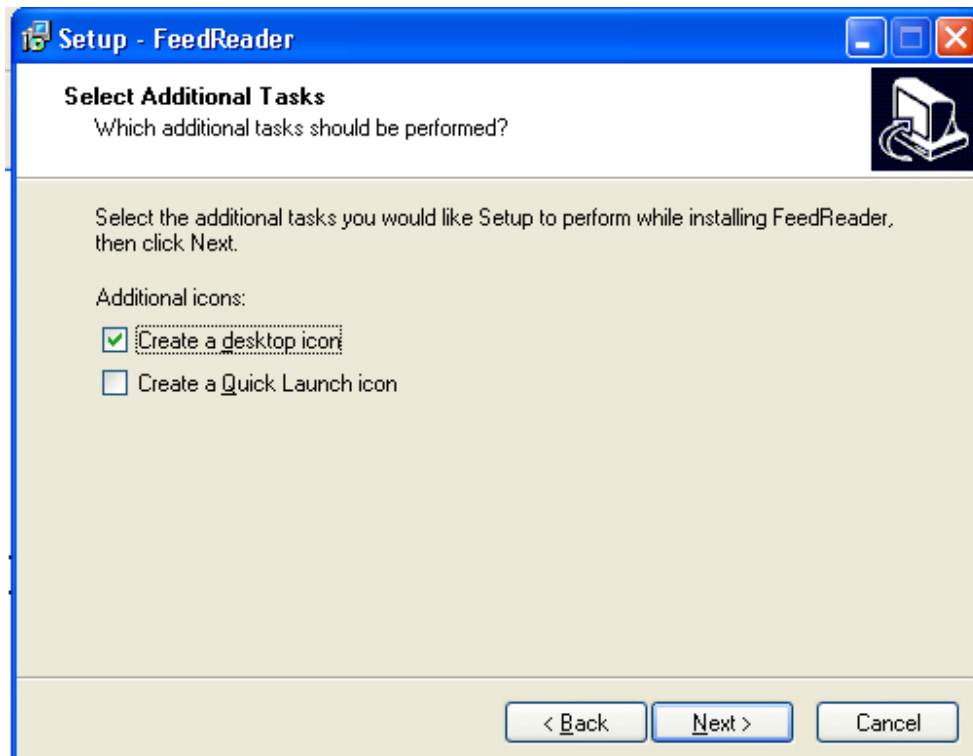 Setup - FeedReader
Select Additional Tasks
Which additional tasks should be performed?
Select the additional tasks you would like Setup to perform while installing FeedReader,
then click Next.
Additional icons:
Create a desktop icon
Create a Quick Launch icon
< Back Next > Cancel